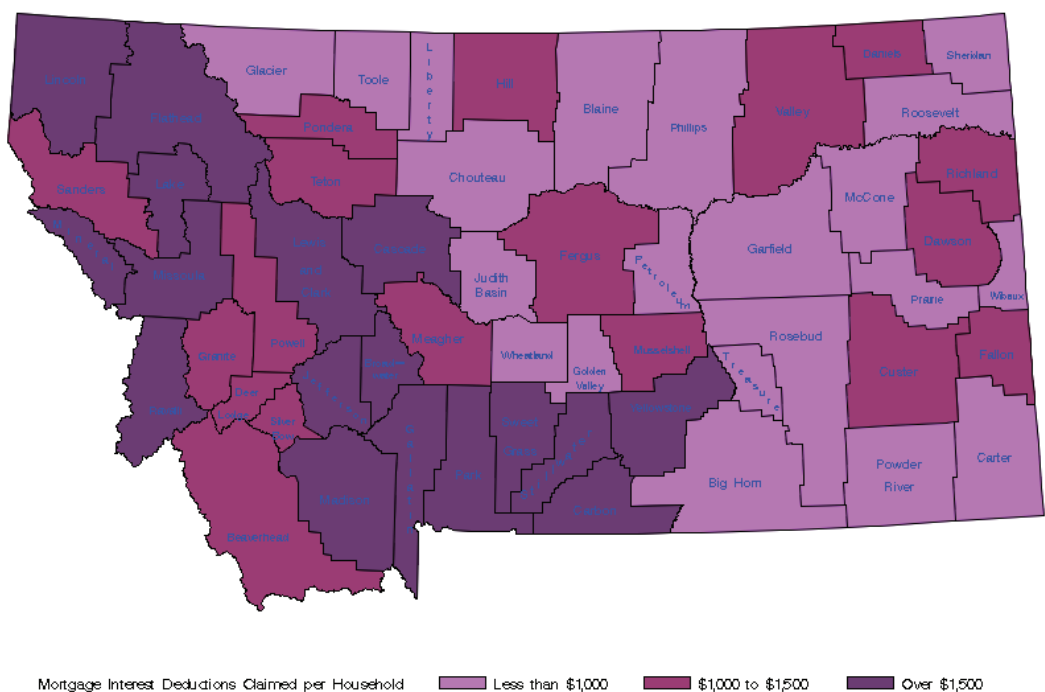 Lincoln
Flathead
Glacier
Toole
Liberty
Hill
Blaine
Phillips
Valley
Daniels
Sheridan
Roosevelt
Pondera
Teton
Chouteau
Sanders
Lake
Mineral
Missoula
Lewis
and
Clark
Cascade
Judith
Basin
Fergus
Petroleum
Garfield
McCone
Richland
Dawson
Prairie
Wibaux
Powell
Granite
Meagher
Wheatland
Golden
Valley
Musselshell
Rosebud
Treasure
Custer
Fallon
Ravalli
Deer
Lodge
Silver
Bow
Jefferson
Gallatin
Park
Sweet
Grass
Stillwater
Yellowstone
Carbon
Big Horn
Powder
River
Carter
Madison
Beaverhead
Mortgage Interest Deductions Claimed per Household
Less than $1,000
$1,000 to $1,500
Over $1,500